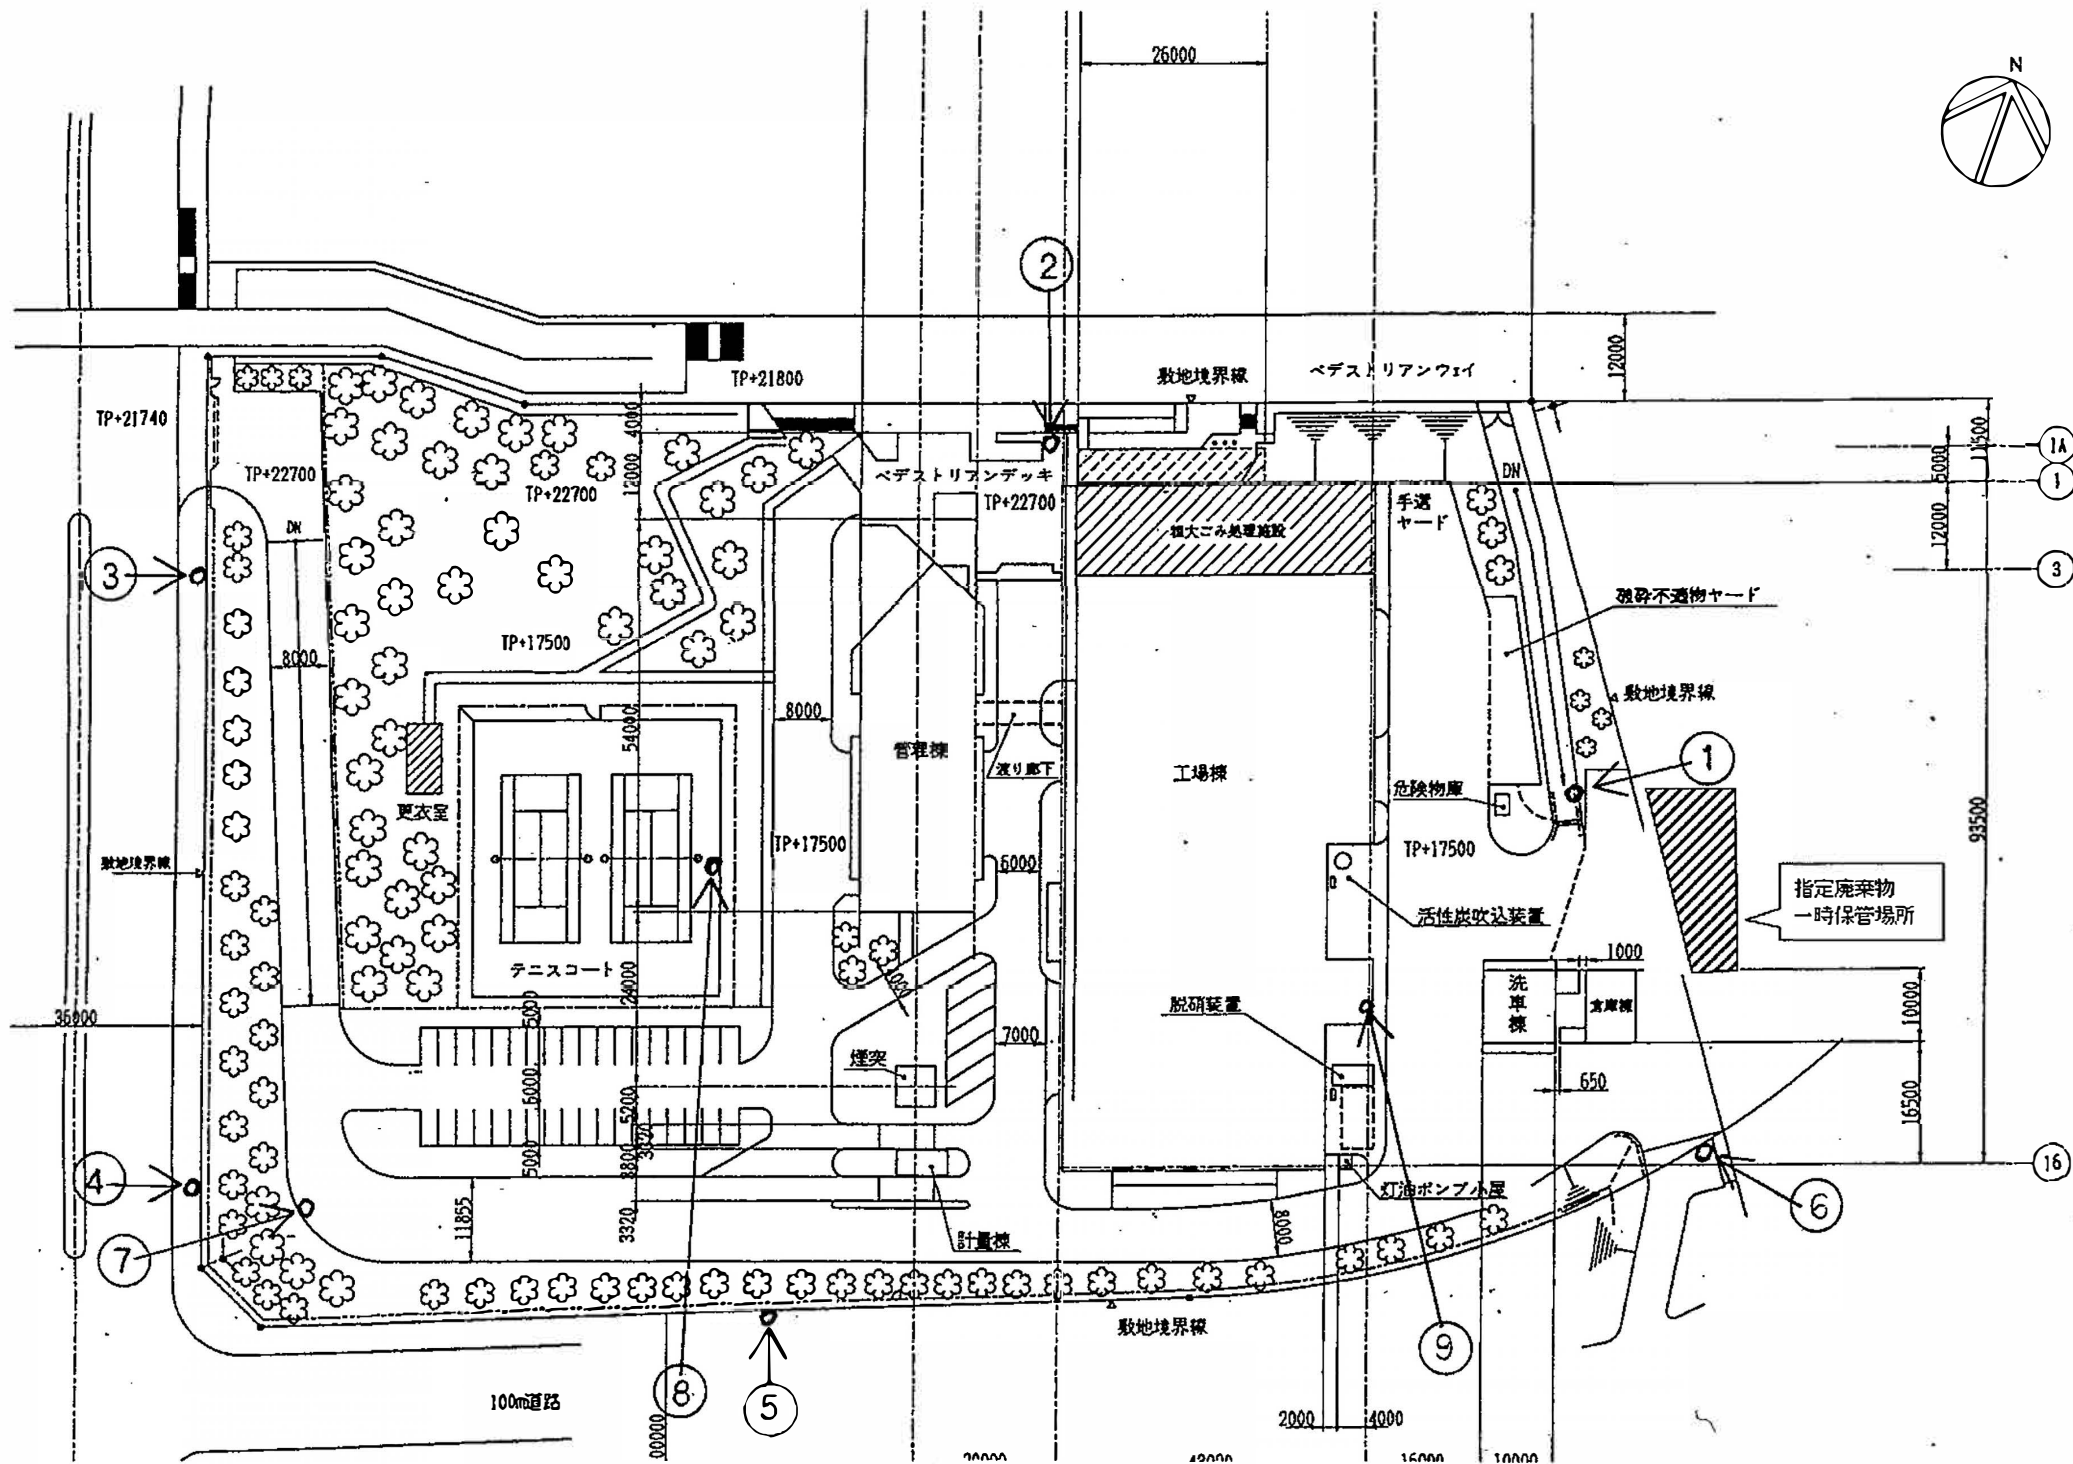 N
26000
②
12000
TP+21800
敷地境界線
ペデストリアンウェイ
TP+21740
4000
11500
1A
5000
1
TP+22700
TP+22700
12000
ペデストリアンデッキ
TP+22700
手選
ヤード
DN
粗大ごみ処理施設
12000
3
DN
③
破砕不適物ヤード
TP+17500
8000
敷地境界線
8000
54000
管理棟
渡り廊下
工場棟
①
危険物庫
更衣室
TP+17500
TP+17500
93500
敷地境界線
6000
指定廃棄物
一時保管場所
活性炭吹込装置
テニスコート
24000
1000
洗
車
棟
倉庫棟
10000
脱硝装置
36000
5000
7000
煙突
6000
5200
650
16500
5000
8800
3320
④
16
灯油ポンプ小屋
⑥
11855
3320
8000
計量棟
⑦
敷地境界線
⑨
⑧
⑤
100m道路
2000
4000